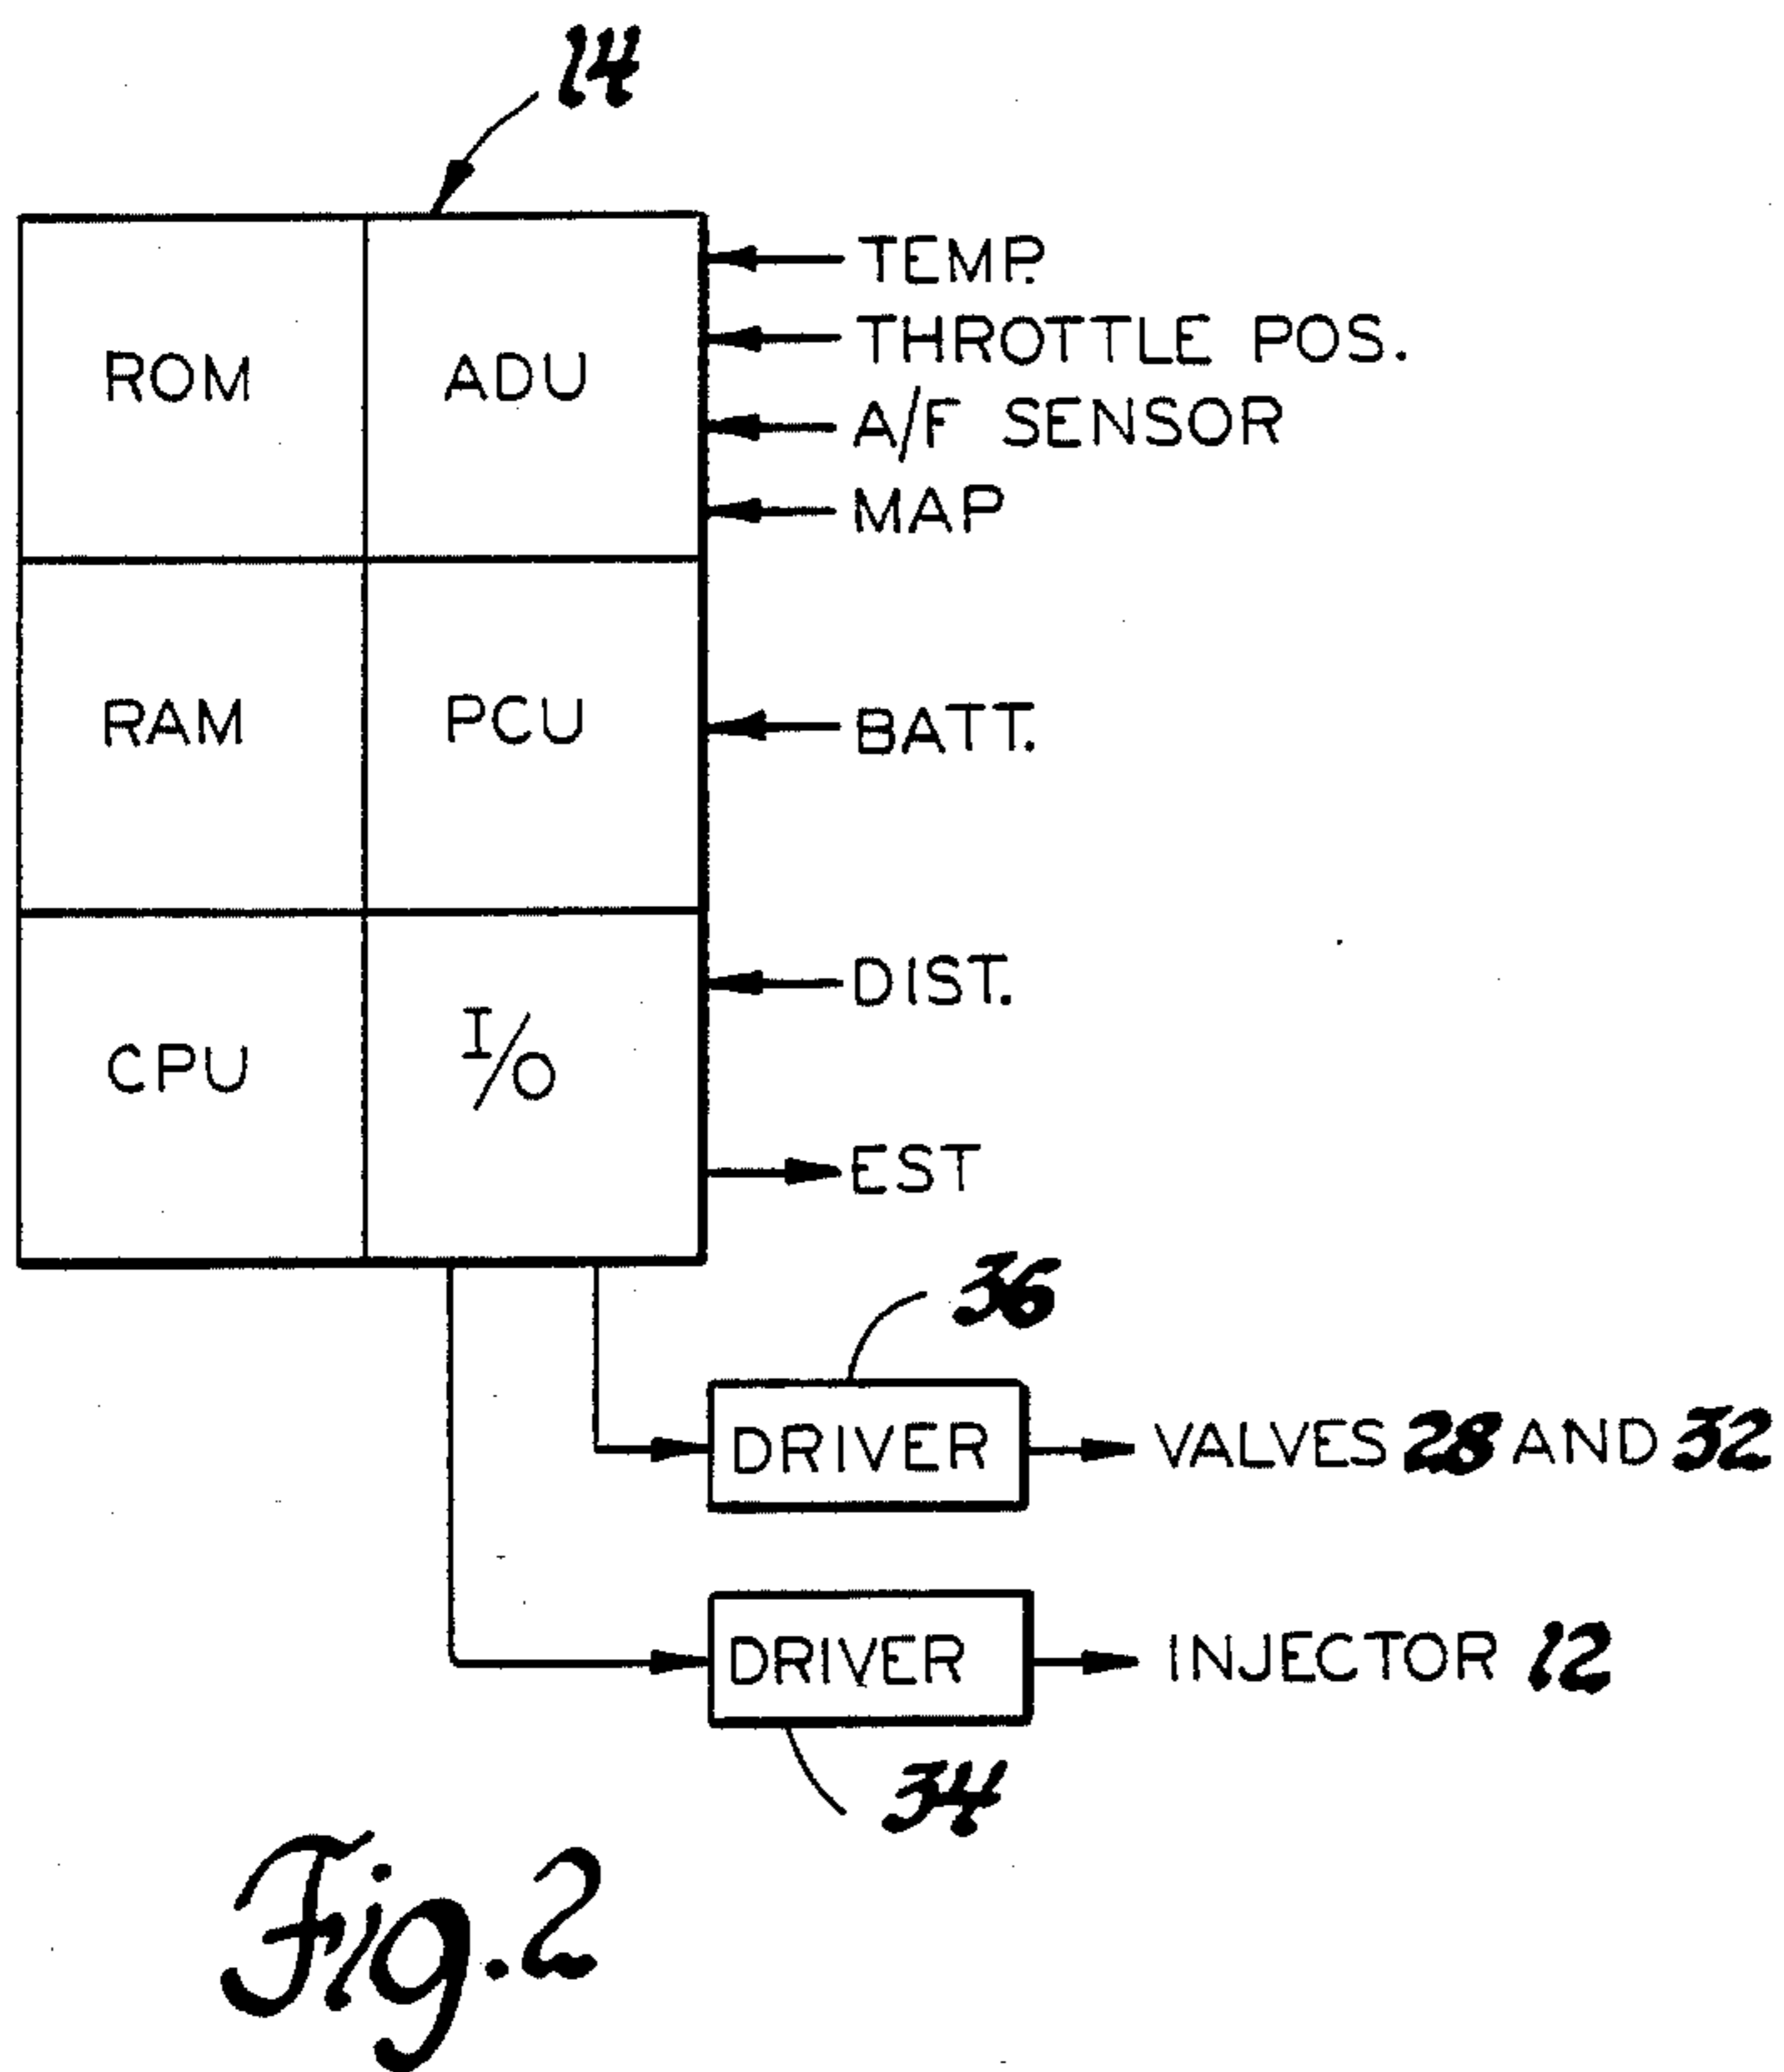 14
TEMP.
THROTTLE POS.
ROM
ADU
A/F SENSOR
MAP
RAM
PCU
BATT.
DIST.
CPU
I/O
EST
36
DRIVER
VALVES 28 AND 32
DRIVER
INJECTOR 12
34
Fig. 2